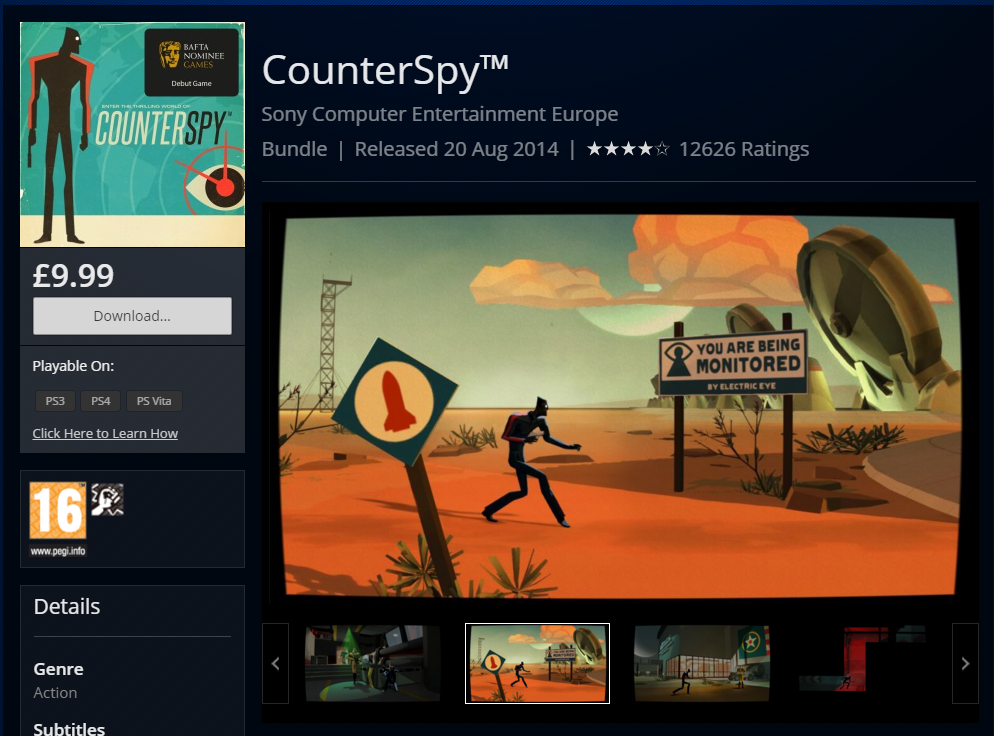 BAFTA
NOMINEE
GAMES
Debut Game
ENTER THE THRILLING WORLD OF
COUNTERSPY™
£9.99
Download...
Playable On:
PS3 PS4 PS Vita
Click Here to Learn How
16
www.pegi.info
Details
Genre
Action
Subtitles
CounterSpy™
Sony Computer Entertainment Europe
Bundle | Released 20 Aug 2014 | ★★★★☆ 12626 Ratings
YOU ARE BEING
MONITORED
BY ELECTRIC EYE